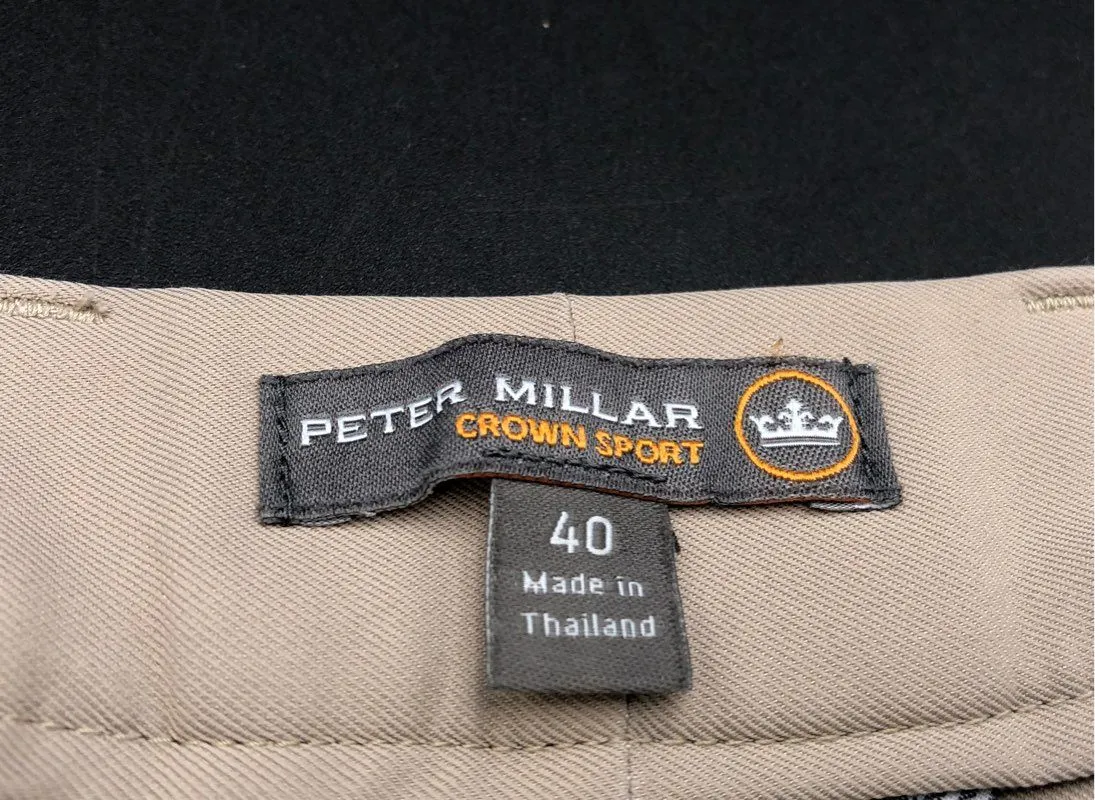 PETER MILLAR
CROWN SPORT
40
Made in
Thailand